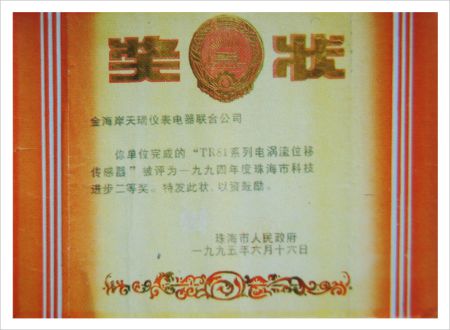 奖状
金海岸天瑞仪表电器联合公司
你单位完成的“TR81系列电涡流位移
传感器”被评为一九九四年度珠海市科技
进步二等奖。特发此状，以资鼓励。
珠海市人民政府
一九九五年六月十六日